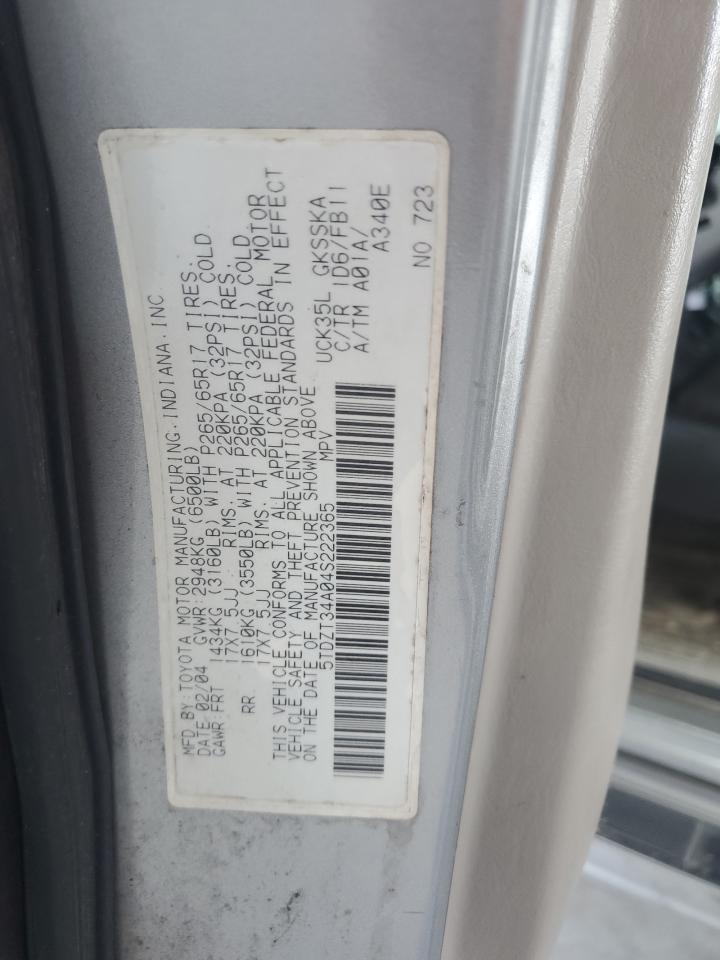 MFD BY:TOYOTA MOTOR MANUFACTURING.INDIANA.INC
DATE 02/04 GVWR:2948KG (6500LB)
GAWR:FRT 1434KG (3160LB) WITH P265/65R17 TIRES.
17X7.5JJ RIMS. AT 220KPA (32PSI) COLD
RR. 1610KG (3550LB) WITH P265/65R17 TIRES.
17X7.5JJ RIMS. AT 220KPA (32PSI) COLD
THIS VEHICLE CONFORMS TO ALL APPLICABLE FEDERAL MOTOR
VEHICLE SAFETY AND THEFT PREVENTION STANDARDS IN EFFECT
ON THE DATE OF MANUFACTURE SHOWN ABOVE.
5TDZT34A04S222365 MPV
UCK35L GKSSKA
C/TR 1D6/FB11
A/TM A01A/
A340E
NO 723